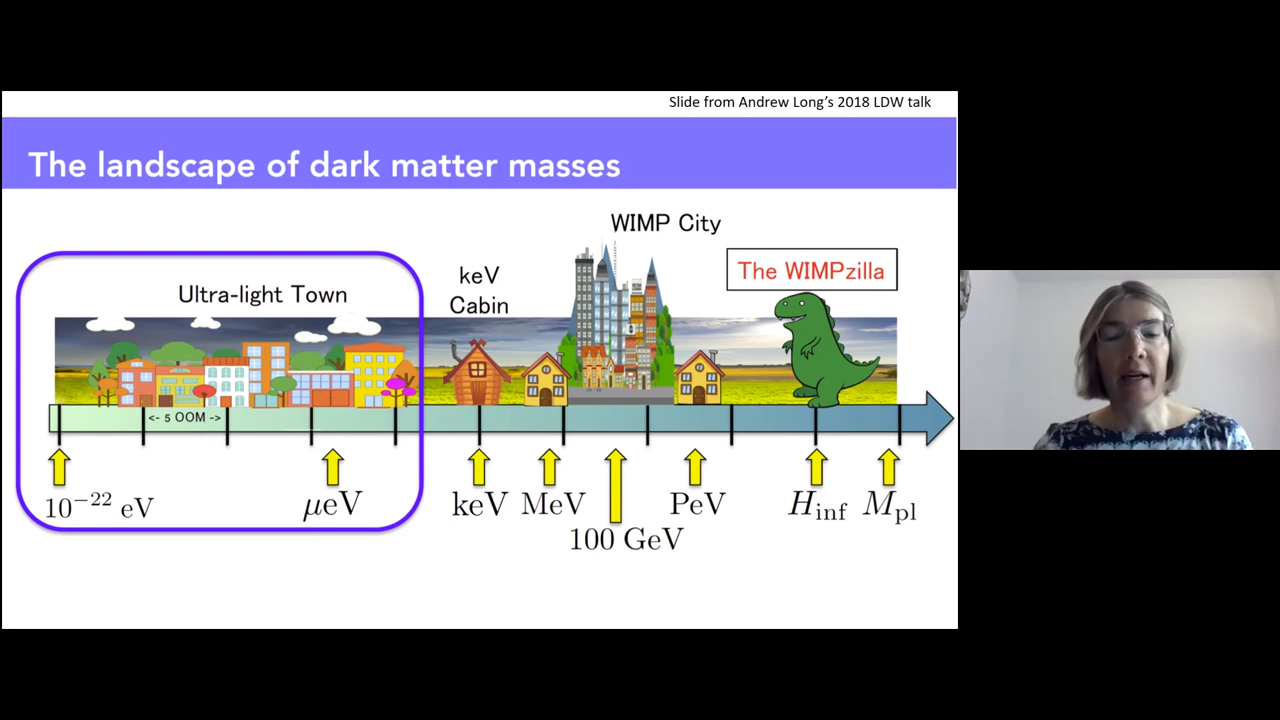 Slide from Andrew Long's 2018 LDW talk
The landscape of dark matter masses
WIMP City
The WIMPzilla
keV
Cabin
Ultra-light Town
<- 5 OOM ->
10⁻²² eV
μeV
keV
MeV
100 GeV
PeV
H_inf
M_pl